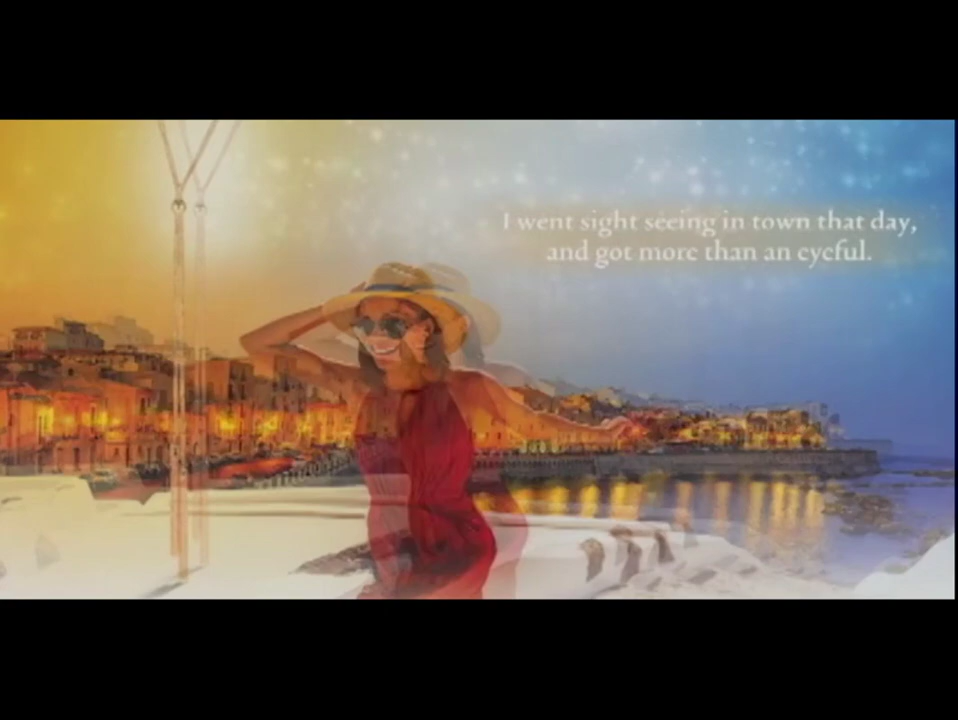 I went sight seeing in town that day,
and got more than an eyeful.